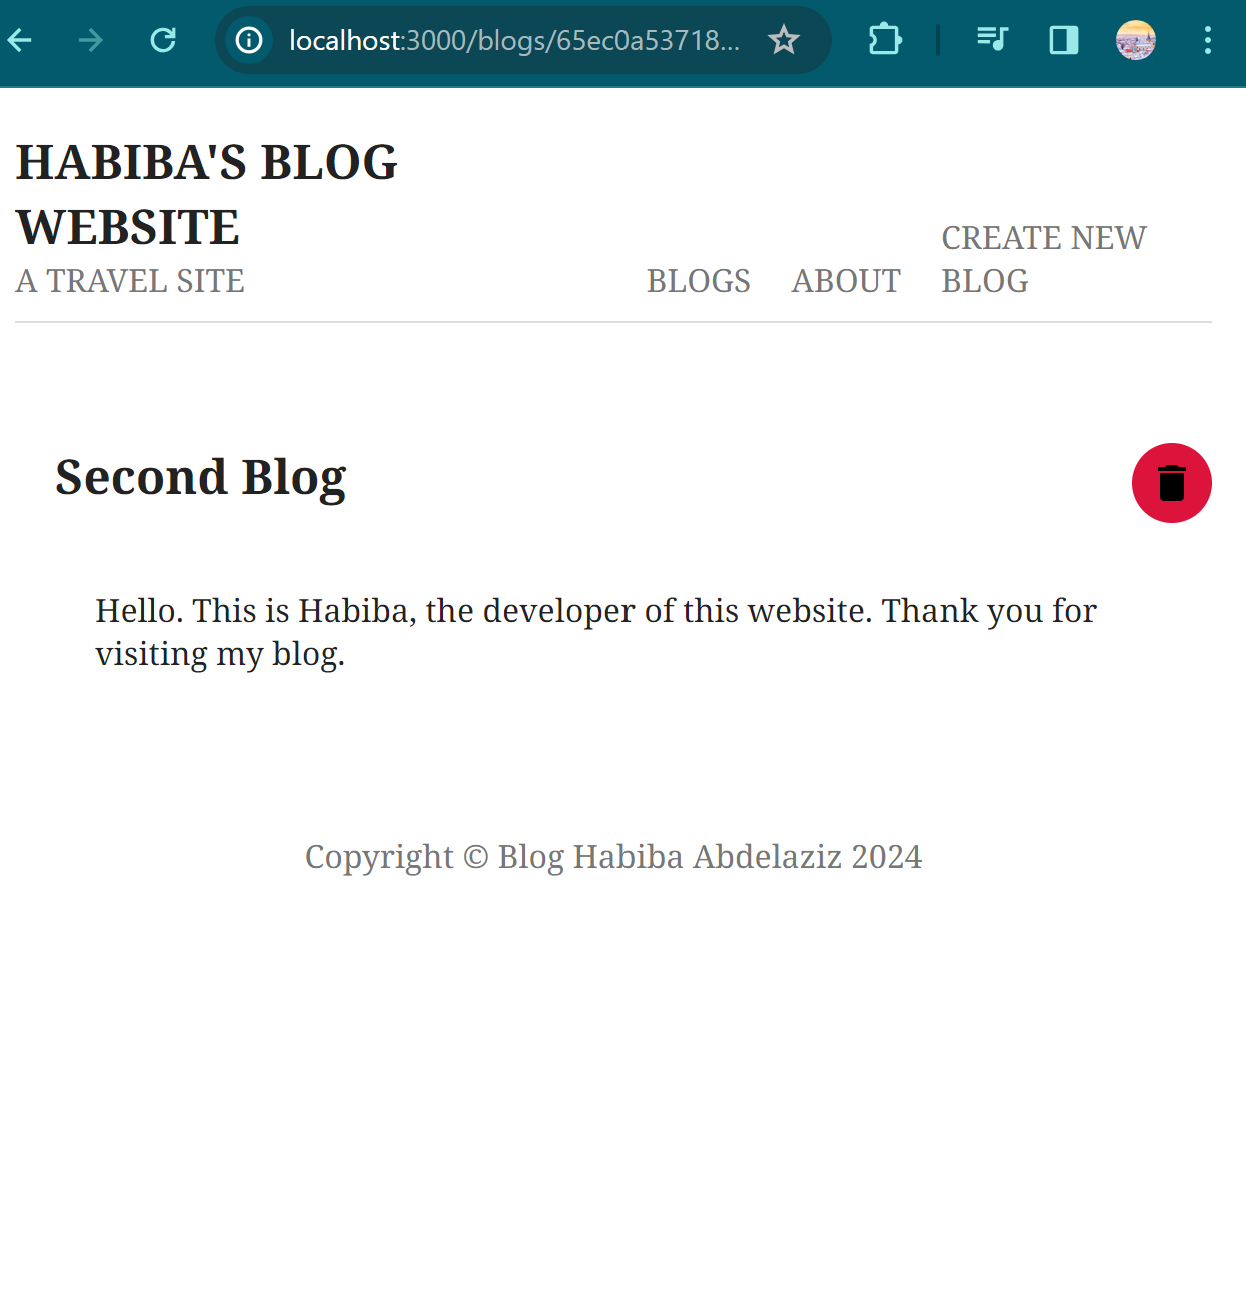 localhost:3000/blogs/65ec0a53718...
HABIBA'S BLOG
WEBSITE
A TRAVEL SITE
BLOGS
ABOUT
CREATE NEW
BLOG
Second Blog
Hello. This is Habiba, the developer of this website. Thank you for
visiting my blog.
Copyright © Blog Habiba Abdelaziz 2024